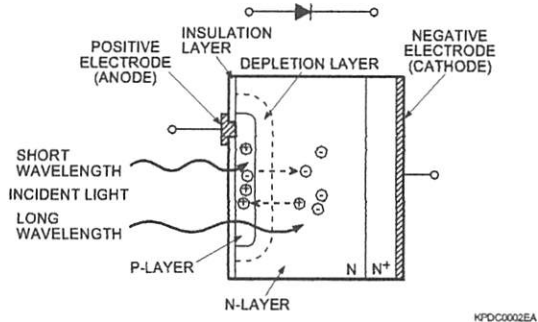 INSULATION
LAYER
POSITIVE
ELECTRODE
(ANODE)
DEPLETION LAYER
NEGATIVE
ELECTRODE
(CATHODE)
SHORT
WAVELENGTH
INCIDENT LIGHT
LONG
WAVELENGTH
P-LAYER
N-LAYER
N
N+
KPDC0002EA